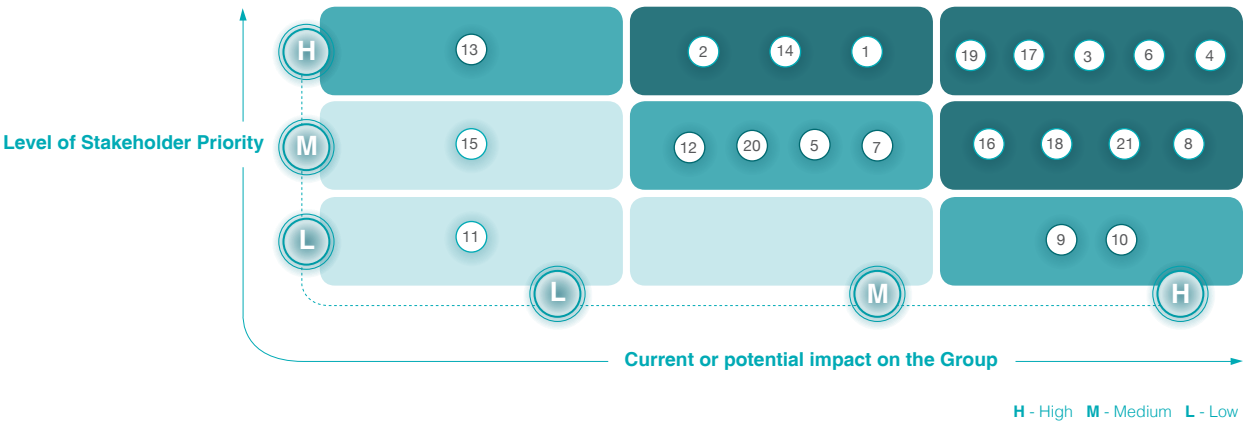 H
13
2
14
1
19
17
3
6
4
Level of Stakeholder Priority
M
15
12
20
5
7
16
18
21
8
L
11
9
10
L
M
H
Current or potential impact on the Group
H - High M - Medium L - Low